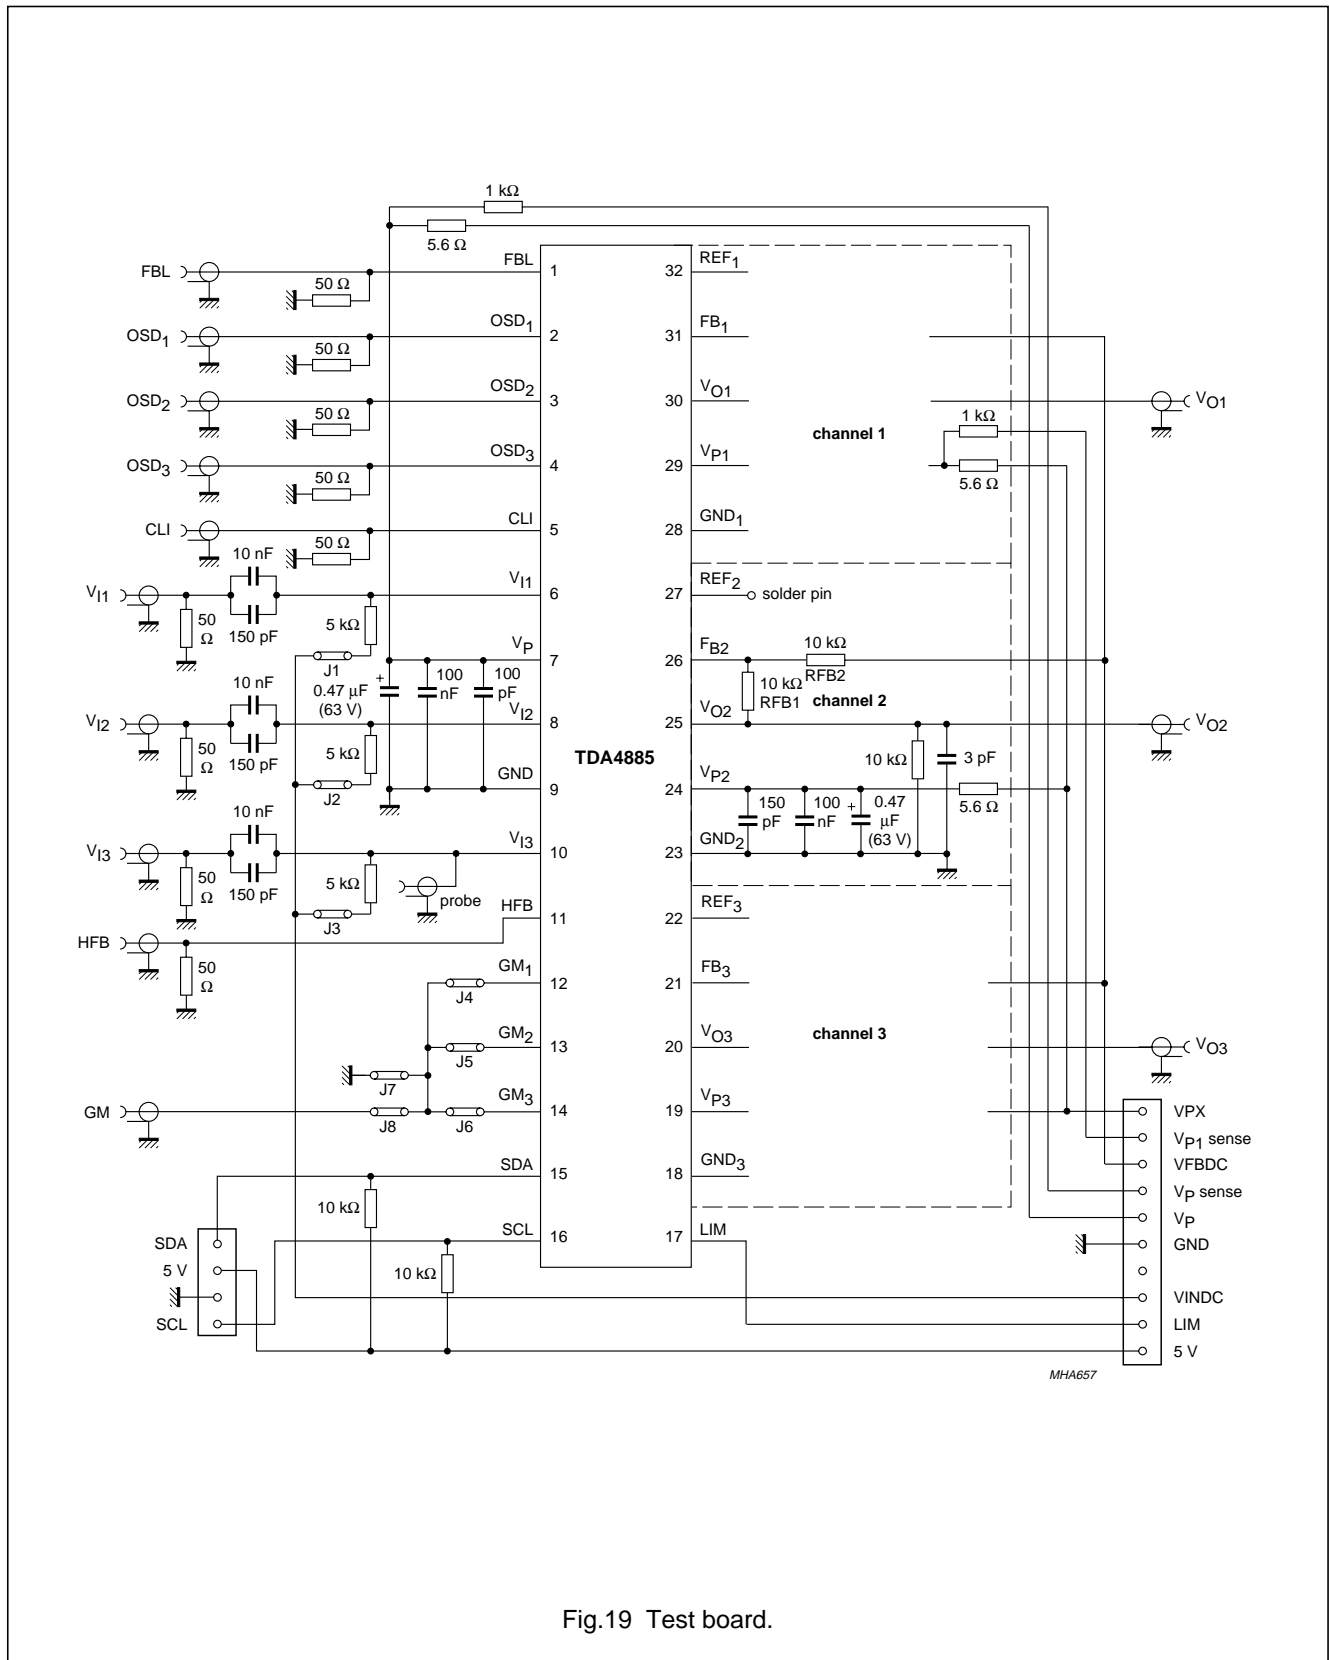 1 kΩ
5.6 Ω
FBL
50 Ω
FBL
1
32
REF1
OSD1
50 Ω
OSD1
2
31
FB1
OSD2
50 Ω
OSD2
3
30
VO1
VO1
channel 1
1 kΩ
OSD3
50 Ω
OSD3
4
29
VP1
5.6 Ω
CLI
50 Ω
CLI
5
28
GND1
10 nF
VI1
50 Ω
150 pF
5 kΩ
J1
VI1
6
27
REF2
solder pin
VP
7
26
FB2
10 kΩ
RFB2
0.47 μF
(63 V)
+
100
nF
100
pF
10 kΩ
RFB1
channel 2
10 nF
VI2
50 Ω
150 pF
5 kΩ
J2
VI2
8
25
VO2
VO2
TDA4885
10 kΩ
3 pF
GND
9
24
VP2
5.6 Ω
150
pF
100
nF
+
0.47
μF
(63 V)
10 nF
VI3
50 Ω
150 pF
5 kΩ
J3
probe
VI3
10
23
GND2
HFB
50 Ω
HFB
11
22
REF3
GM1
J4
12
21
FB3
GM2
J5
13
20
VO3
channel 3
VO3
J7
GM
J8
J6
GM3
14
19
VP3
SDA
15
18
GND3
10 kΩ
SCL
16
17
LIM
10 kΩ
SDA
5 V
SCL
VPX
VP1 sense
VFBDC
VP sense
VP
GND
VINDC
LIM
5 V
MHA657
Fig.19 Test board.